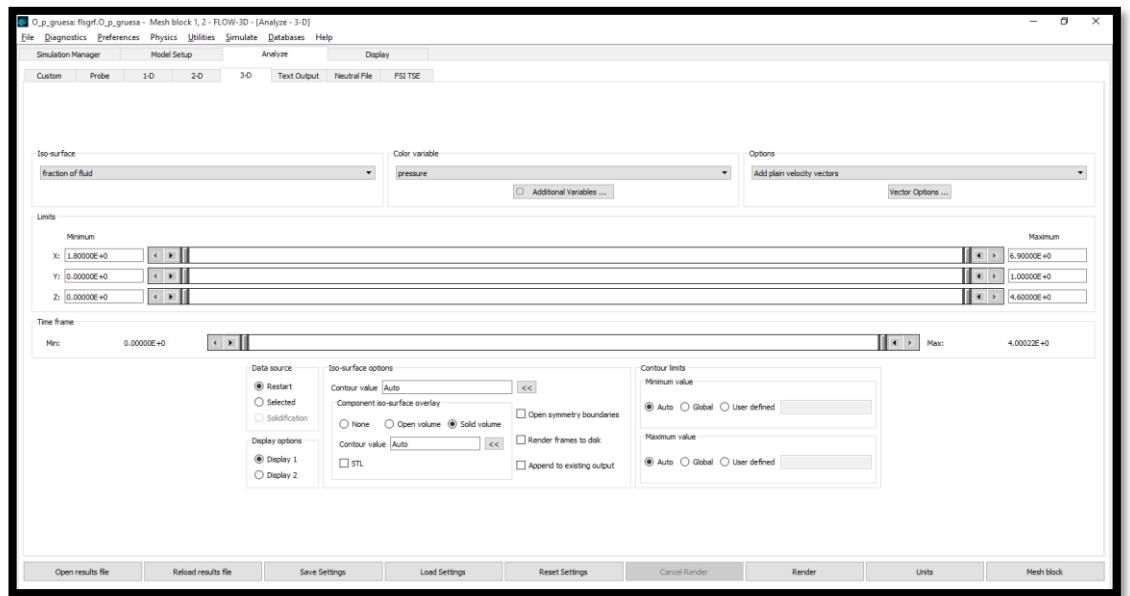 O_p_gruesa: flsgrf.O_p_gruesa - Mesh block 1, 2 - FLOW-3D - [Analyze - 3-D]
File Diagnostics Preferences Physics Utilities Simulate Databases Help
Simulation Manager Model Setup Analyze Display
Custom Probe 1-D 2-D 3-D Text Output Neutral File FSI TSE
Iso-surface Color variable Options
fraction of fluid pressure Add plain velocity vectors
Additional Variables ... Vector Options ...
Limits
Minimum Maximum
X: 1.80000E+0 6.90000E+0
Y: 0.00000E+0 1.00000E+0
Z: 0.00000E+0 4.60000E+0
Time frame
Min: 0.00000E+0 Max: 4.00022E+0
Data source Iso-surface options Contour limits
Restart Contour value Auto << Minimum value
Selected Component iso-surface overlay Open symmetry boundaries Auto Global User defined
Solidification None Open volume Solid volume
Display options Contour value Auto << Render frames to disk Maximum value
Display 1 STL Append to existing output Auto Global User defined
Display 2
Open results file Reload results file Save Settings Load Settings Reset Settings Cancel Render Render Units Mesh block